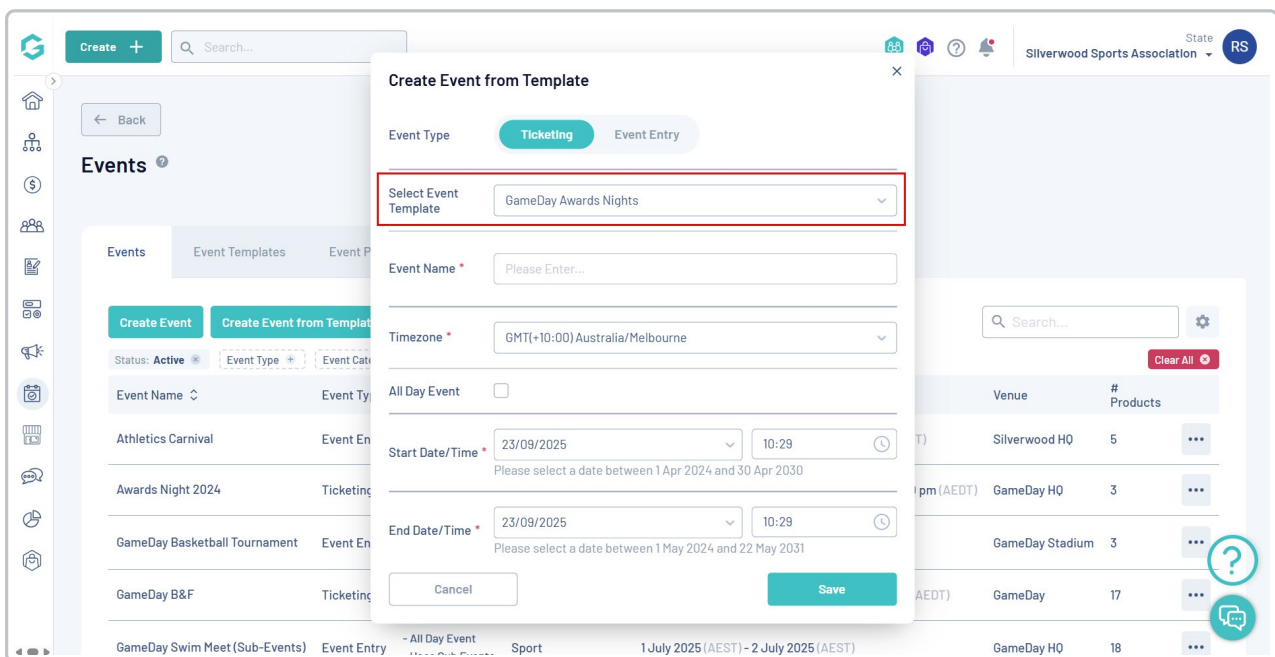 Create +
Search...
State
Silverwood Sports Association
RS
← Back
Events
Events
Event Templates
Event P
Create Event
Create Event from Templat
Search...
Status: Active
Event Type +
Event Cate
Clear All
Event Name
Event Ty
Venue
# Products
Athletics Carnival
Event En
T)
Silverwood HQ
5
Awards Night 2024
Ticketing
pm (AEDT)
GameDay HQ
3
GameDay Basketball Tournament
Event En
GameDay Stadium
3
GameDay B&F
Ticketing
AEDT)
GameDay
17
GameDay Swim Meet (Sub-Events)
Event Entry
- All Day Event
Sport
1 July 2025 (AEST) - 2 July 2025 (AEST)
GameDay HQ
18
Create Event from Template
Event Type
Ticketing
Event Entry
Select Event
Template
GameDay Awards Nights
Event Name *
Please Enter...
Timezone *
GMT(+10:00) Australia/Melbourne
All Day Event
Start Date/Time *
23/09/2025
10:29
Please select a date between 1 Apr 2024 and 30 Apr 2030
End Date/Time *
23/09/2025
10:29
Please select a date between 1 May 2024 and 22 May 2031
Cancel
Save